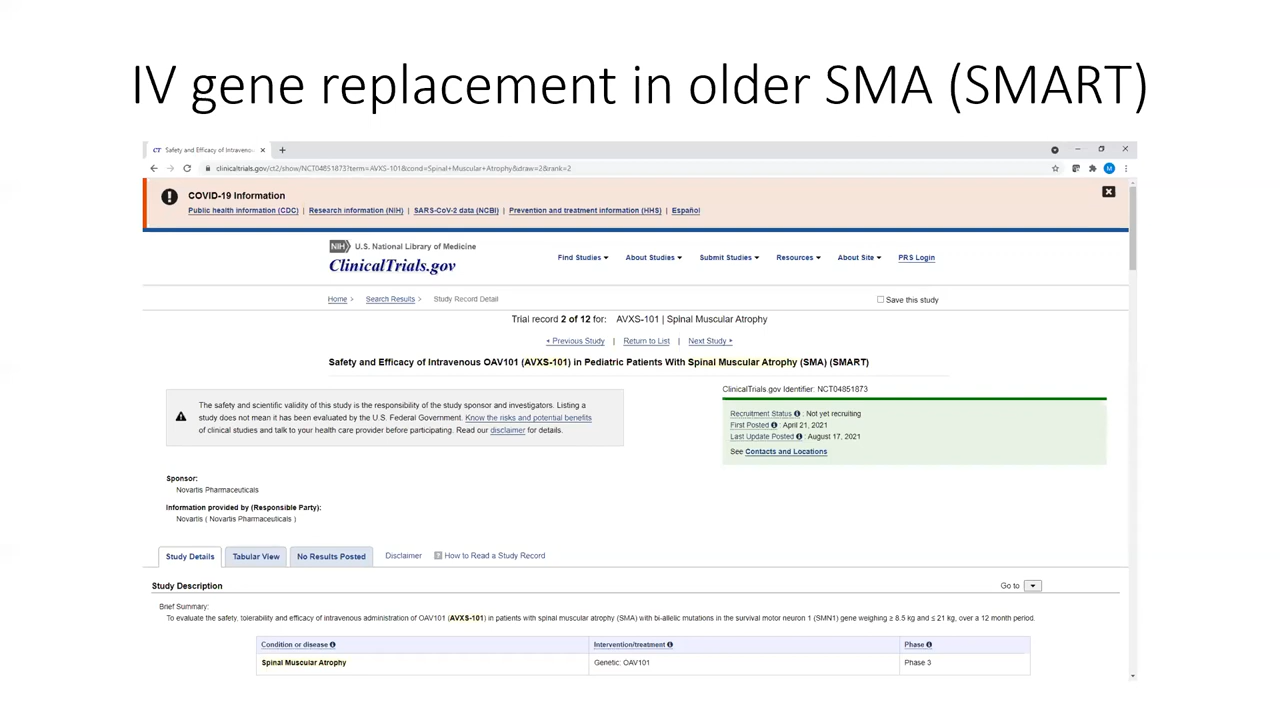 IV gene replacement in older SMA (SMART)
CT Safety and Efficacy of Intraveno
clinicaltrials.gov/ct2/show/NCT04851873?term=AVXS-101&cond=Spinal+Muscular+Atrophy&draw=2&rank=2
M
COVID-19 Information
Public health information (CDC) | Research information (NIH) | SARS-CoV-2 data (NCBI) | Prevention and treatment information (HHS) | Español
NIH U.S. National Library of Medicine
ClinicalTrials.gov
Find Studies About Studies Submit Studies Resources About Site PRS Login
Home > Search Results > Study Record Detail
Save this study
Trial record 2 of 12 for: AVXS-101 | Spinal Muscular Atrophy
Previous Study | Return to List | Next Study
Safety and Efficacy of Intravenous OAV101 (AVXS-101) in Pediatric Patients With Spinal Muscular Atrophy (SMA) (SMART)
The safety and scientific validity of this study is the responsibility of the study sponsor and investigators. Listing a
study does not mean it has been evaluated by the U.S. Federal Government. Know the risks and potential benefits
of clinical studies and talk to your health care provider before participating. Read our disclaimer for details.
ClinicalTrials.gov Identifier: NCT04851873
Recruitment Status : Not yet recruiting
First Posted : April 21, 2021
Last Update Posted : August 17, 2021
See Contacts and Locations
Sponsor:
Novartis Pharmaceuticals
Information provided by (Responsible Party):
Novartis ( Novartis Pharmaceuticals )
Study Details Tabular View No Results Posted Disclaimer ? How to Read a Study Record
Study Description
Go to
Brief Summary:
To evaluate the safety, tolerability and efficacy of intravenous administration of OAV101 (AVXS-101) in patients with spinal muscular atrophy (SMA) with bi-allelic mutations in the survival motor neuron 1 (SMN1) gene weighing ≥ 8.5 kg and ≤ 21 kg, over a 12 month period.
Condition or disease Intervention/treatment Phase
Spinal Muscular Atrophy Genetic: OAV101 Phase 3